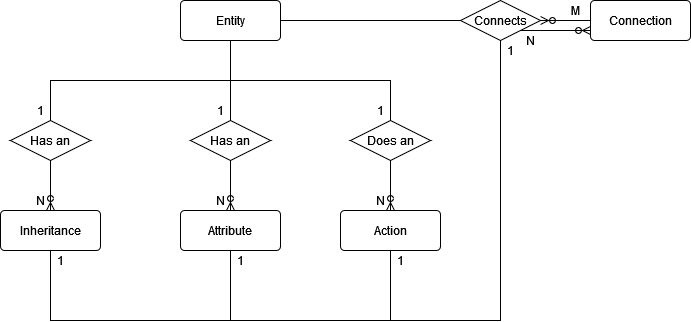 Entity
Connects
M
Connection
N
1
1
1
1
Has an
Has an
Does an
N
N
N
Inheritance
Attribute
Action
1
1
1